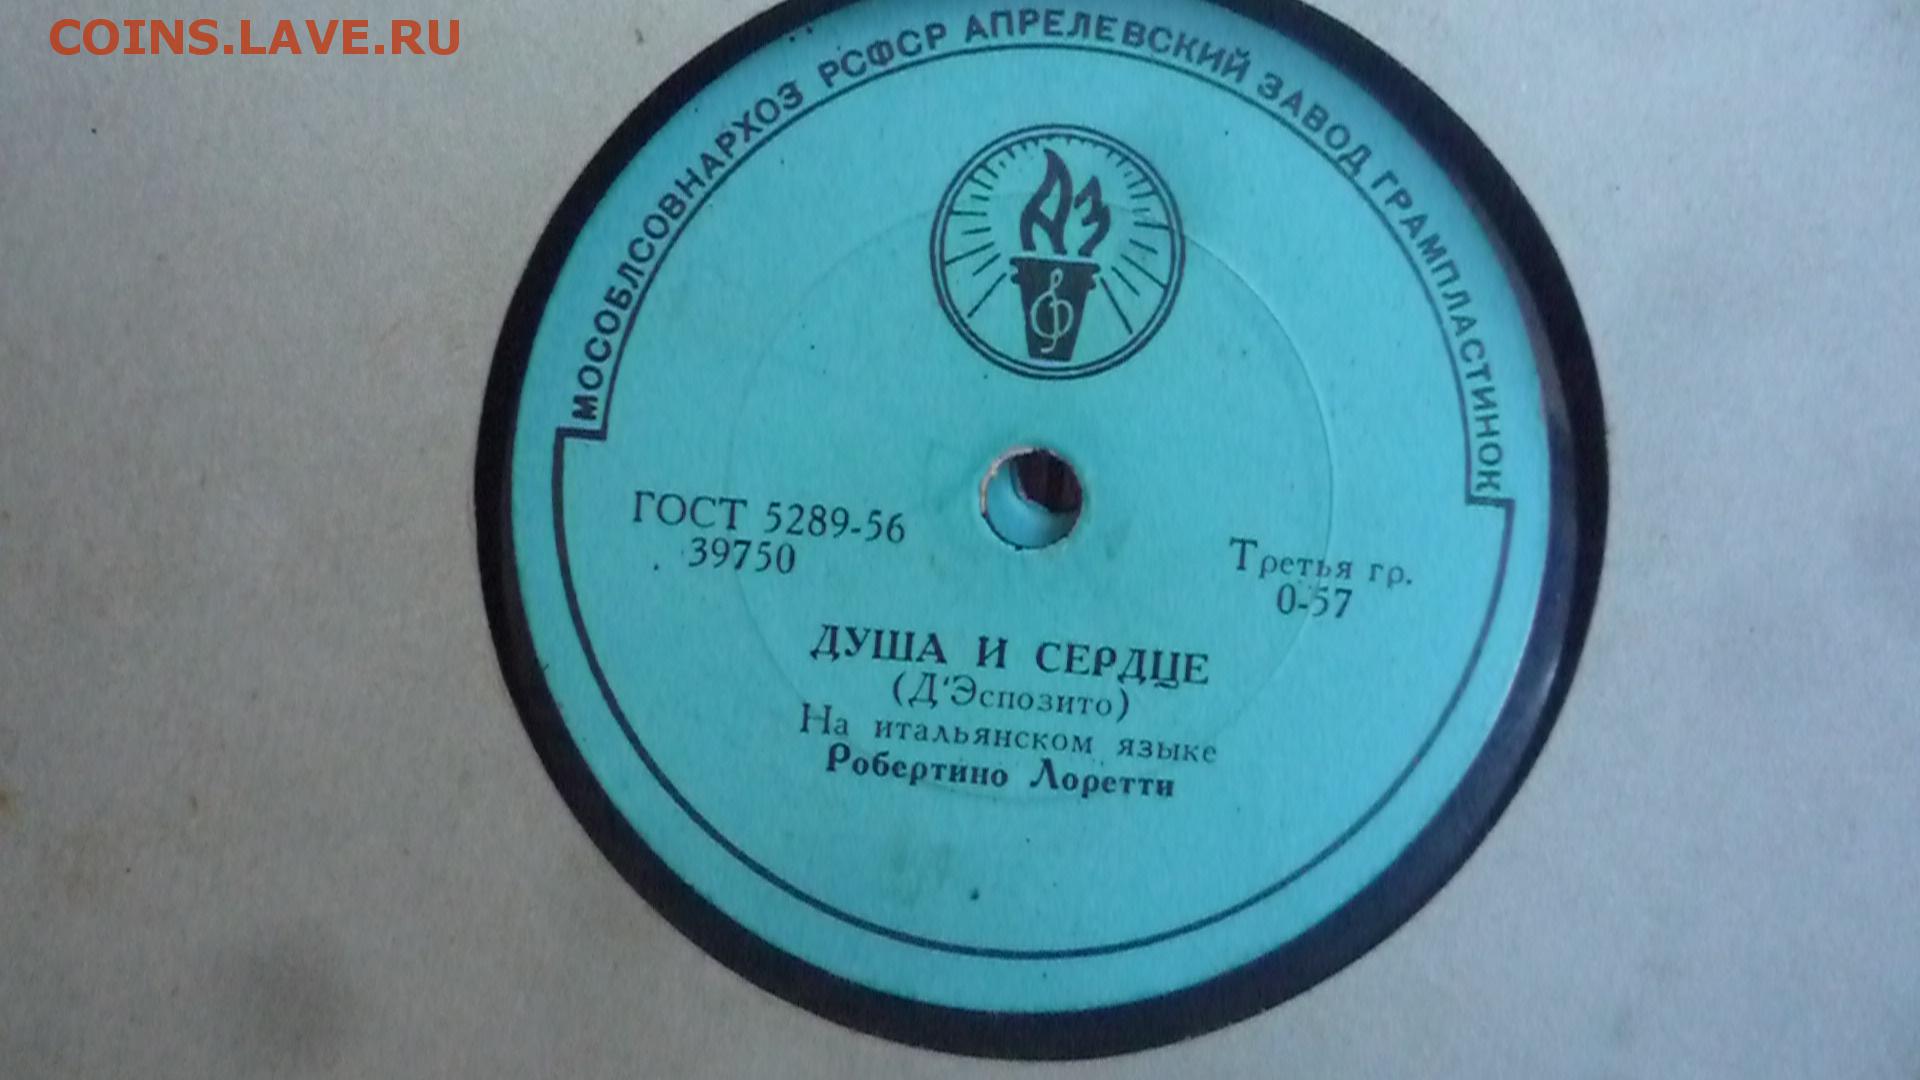 COINS.LAVE.RU
МОСОБЛСОВНАРХОЗ РСФСР АПРЕЛЕВСКИЙ ЗАВОД ГРАМПЛАСТИНОК
АЗ
ГОСТ 5289-56
39750
Третья гр.
0-57
ДУША И СЕРДЦЕ
(Д'Эспозито)
На итальянском языке
Робертино Лоретти